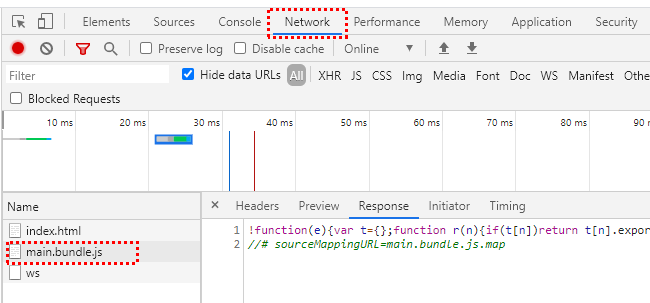 Elements Sources Console Network Performance Memory Application Security
Preserve log Disable cache Online
Filter Hide data URLs All XHR JS CSS Img Media Font Doc WS Manifest Othe
Blocked Requests
10 ms 20 ms 30 ms 40 ms 50 ms 60 ms 70 ms 80 ms 90 m
Name × Headers Preview Response Initiator Timing
index.html 1 !function(e){var t={};function r(n){if(t[n])return t[n].expor
main.bundle.js 2 //# sourceMappingURL=main.bundle.js.map
ws